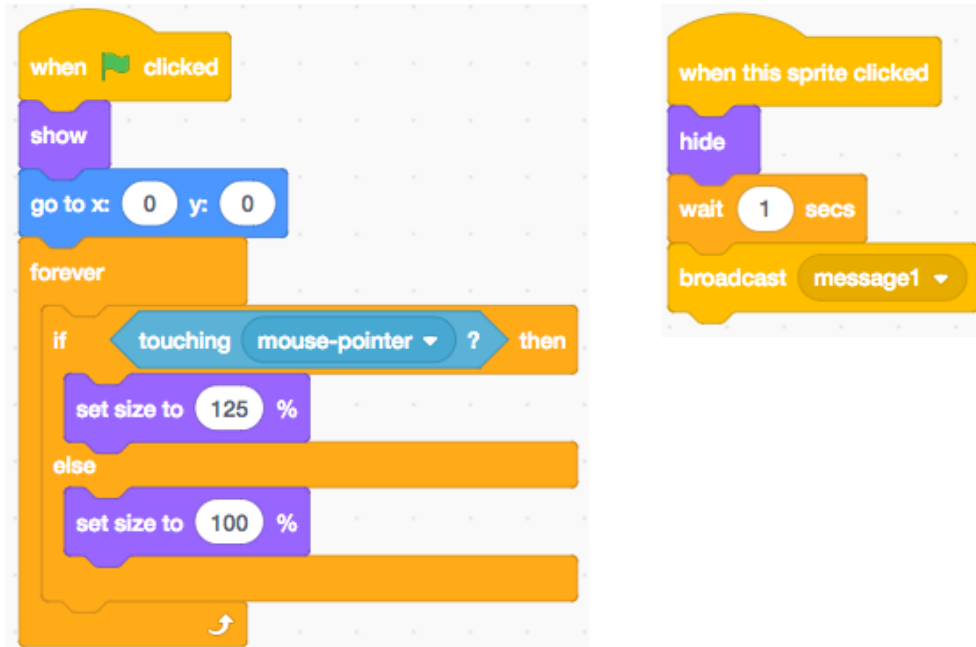 when clicked
show
go to x: 0 y: 0
forever
if touching mouse-pointer ? then
set size to 125 %
else
set size to 100 %
when this sprite clicked
hide
wait 1 secs
broadcast message1